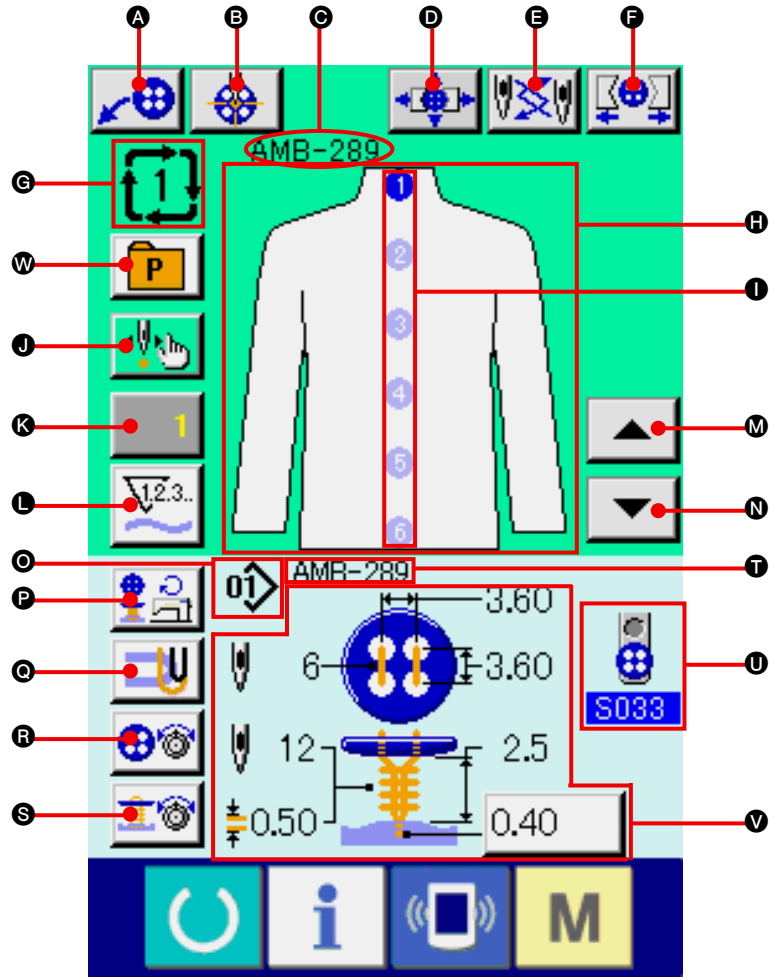 A B C D E F
AMB-289
G 1 1
H
W P 2
I
J 3
K 1 4
M
L 1.2.3.. 5
N
6
O 01 AMB-289 T
P 3.60
Q 6 3.60 U
S033
R 12 2.5
S 0.50 0.40 V
i M